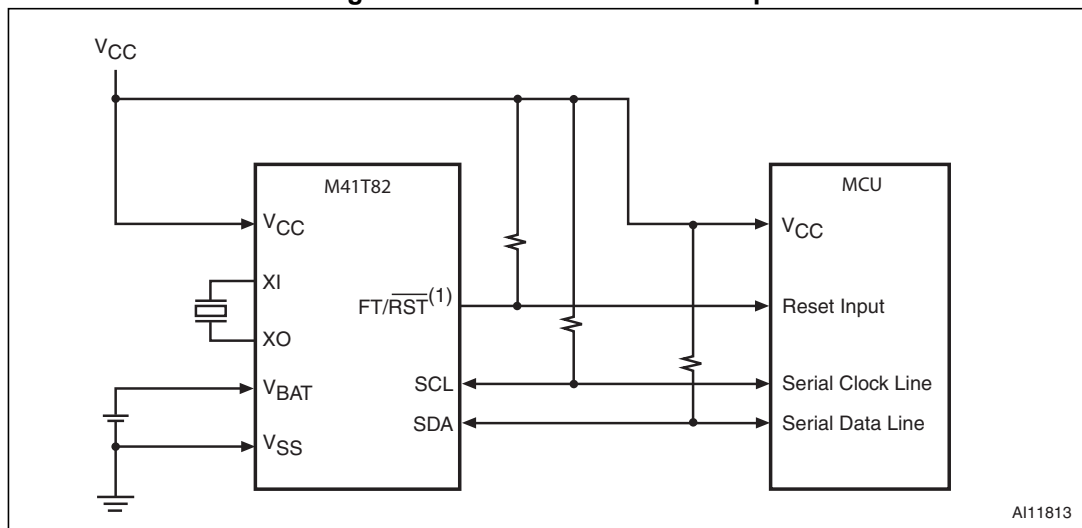 VCC
M41T82
MCU
VCC
VCC
XI
FT/RST(1)
Reset Input
XO
SCL
Serial Clock Line
VBAT
SDA
Serial Data Line
VSS
AI11813